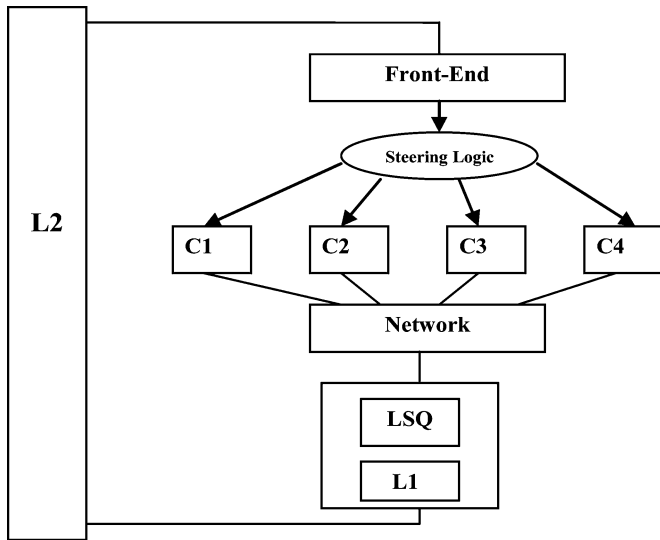 Front-End
Steering Logic
L2
C1
C2
C3
C4
Network
LSQ
L1